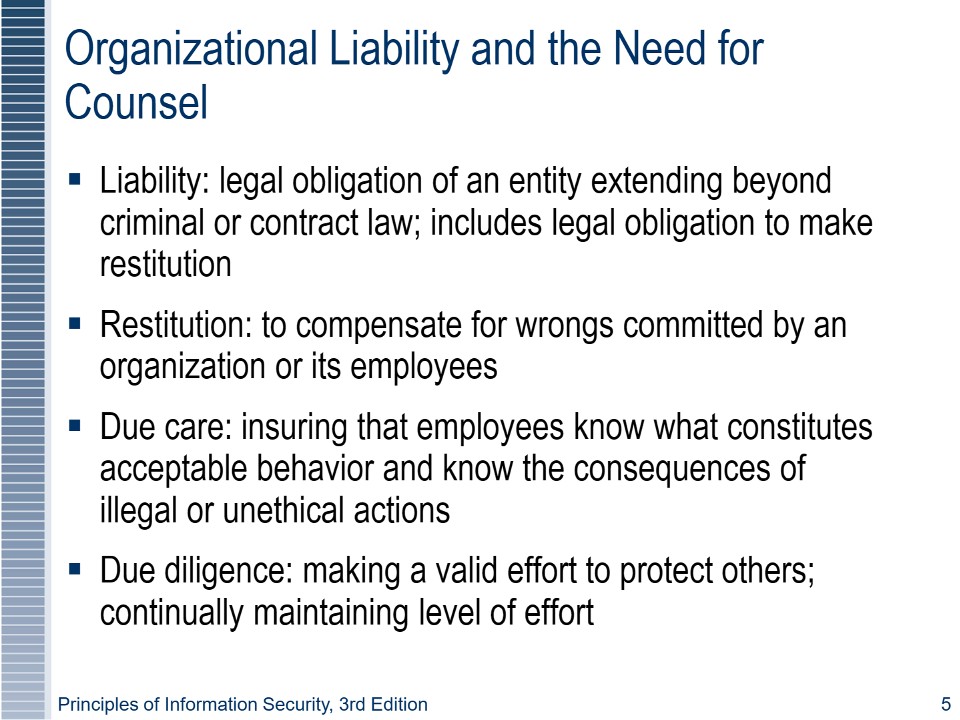 Organizational Liability and the Need for
Counsel
▪ Liability: legal obligation of an entity extending beyond
criminal or contract law; includes legal obligation to make
restitution
▪ Restitution: to compensate for wrongs committed by an
organization or its employees
▪ Due care: insuring that employees know what constitutes
acceptable behavior and know the consequences of
illegal or unethical actions
▪ Due diligence: making a valid effort to protect others;
continually maintaining level of effort
Principles of Information Security, 3rd Edition
5